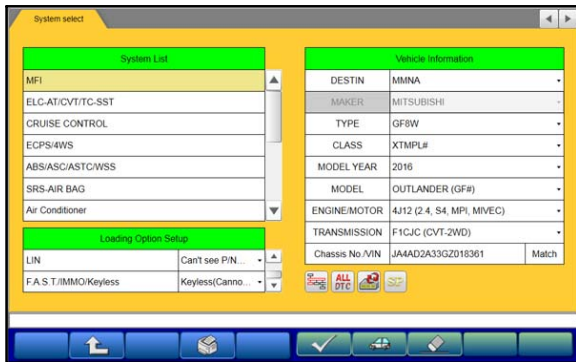 System select
System List
MFI
ELC-AT/CVT/TC-SST
CRUISE CONTROL
ECPS/4WS
ABS/ASC/ASTC/WSS
SRS-AIR BAG
Air Conditioner
Loading Option Setup
LIN Can't see P/N...
F.A.S.T./IMMO/Keyless Keyless(Canno...
Vehicle Information
DESTIN MMNA
MAKER MITSUBISHI
TYPE GF8W
CLASS XTMPL#
MODEL YEAR 2016
MODEL OUTLANDER (GF#)
ENGINE/MOTOR 4J12 (2.4, S4, MPI, MIVEC)
TRANSMISSION F1CJC (CVT-2WD)
Chassis No./VIN JA4AD2A33GZ018361 Match
ALL
DTC